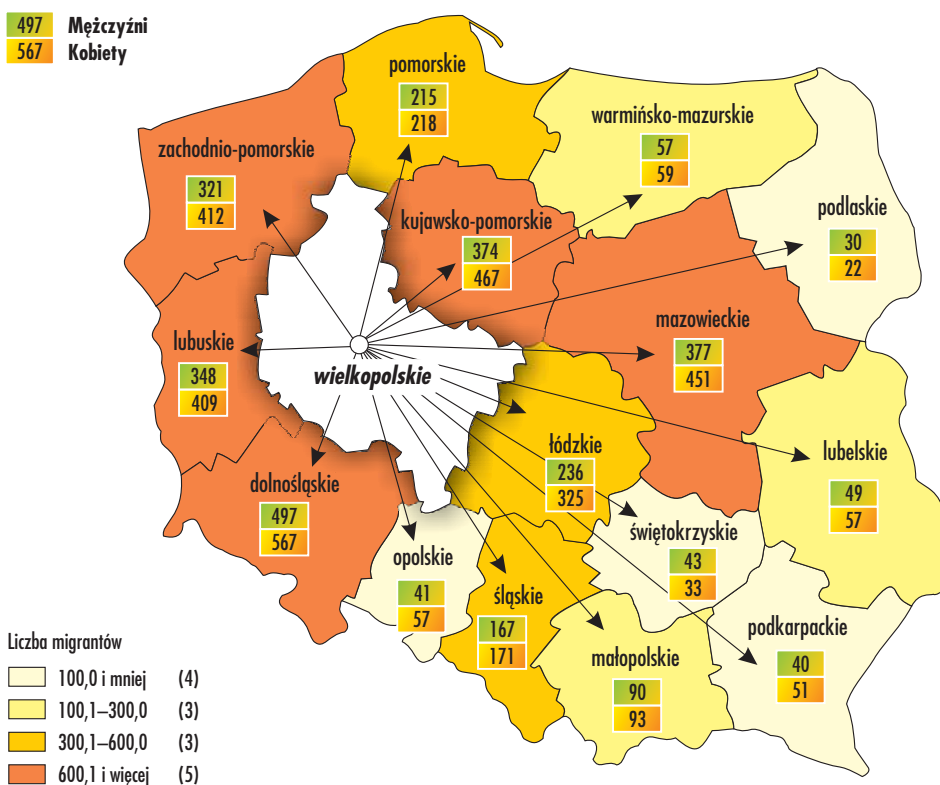 497 Mężczyźni
567 Kobiety
pomorskie
215
218
warmińsko-mazurskie
57
59
zachodnio-pomorskie
321
412
kujawsko-pomorskie
374
467
podlaskie
30
22
mazowieckie
377
451
lubuskie
348
409
wielkopolskie
łódzkie
236
325
lubelskie
49
57
dolnośląskie
497
567
opolskie
41
57
śląskie
167
171
świętokrzyskie
43
33
małopolskie
90
93
podkarpackie
40
51
Liczba migrantów
100,0 i mniej (4)
100,1–300,0 (3)
300,1–600,0 (3)
600,1 i więcej (5)